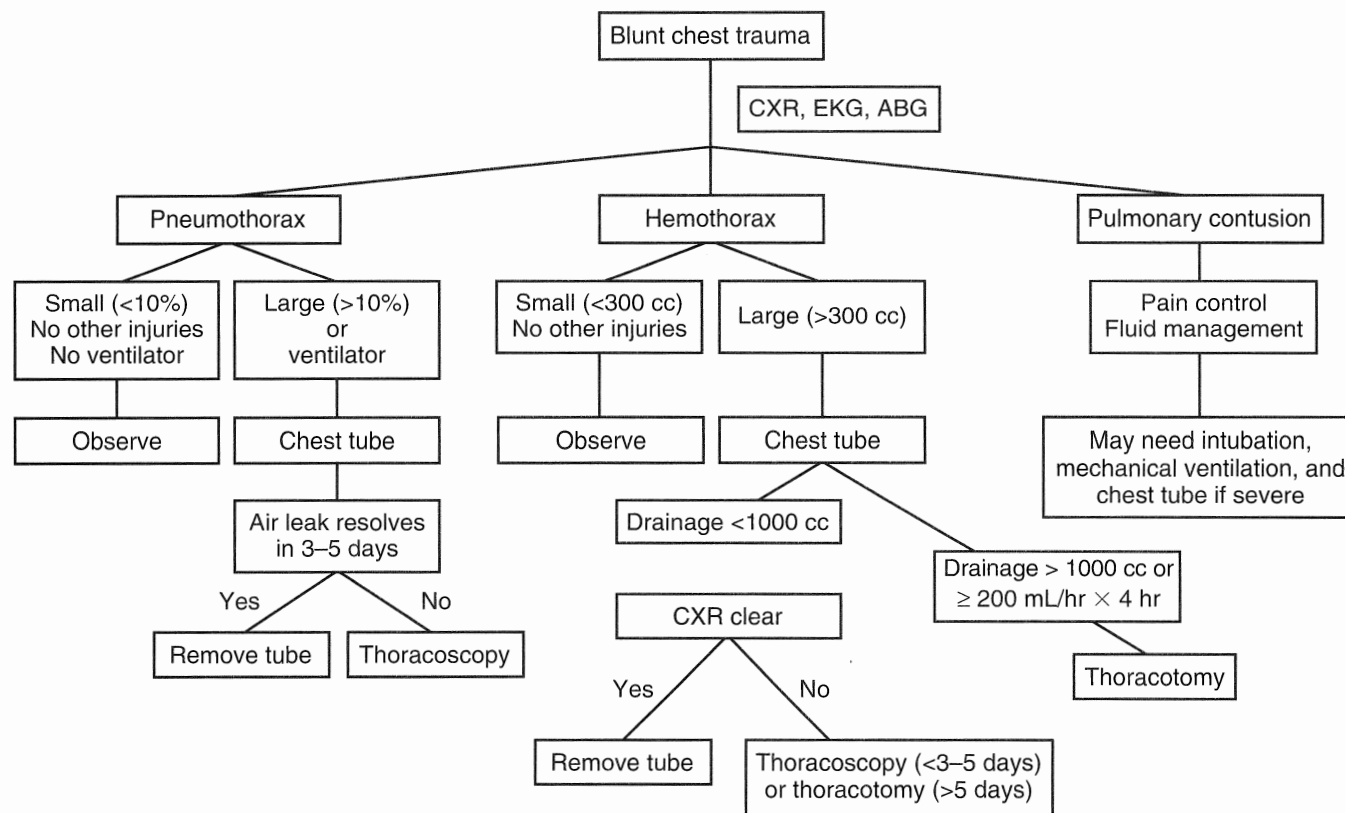 Blunt chest trauma
CXR, EKG, ABG
Pneumothorax
Hemothorax
Pulmonary contusion
Small (<10%)
No other injuries
No ventilator
Large (>10%)
or
ventilator
Small (<300 cc)
No other injuries
Large (>300 cc)
Pain control
Fluid management
Observe
Chest tube
Observe
Chest tube
May need intubation,
mechanical ventilation, and
chest tube if severe
Air leak resolves
in 3–5 days
Drainage <1000 cc
Drainage > 1000 cc or
≥ 200 mL/hr × 4 hr
Yes
No
Remove tube
Thoracoscopy
CXR clear
Thoracotomy
Yes
No
Remove tube
Thoracoscopy (<3–5 days)
or thoracotomy (>5 days)